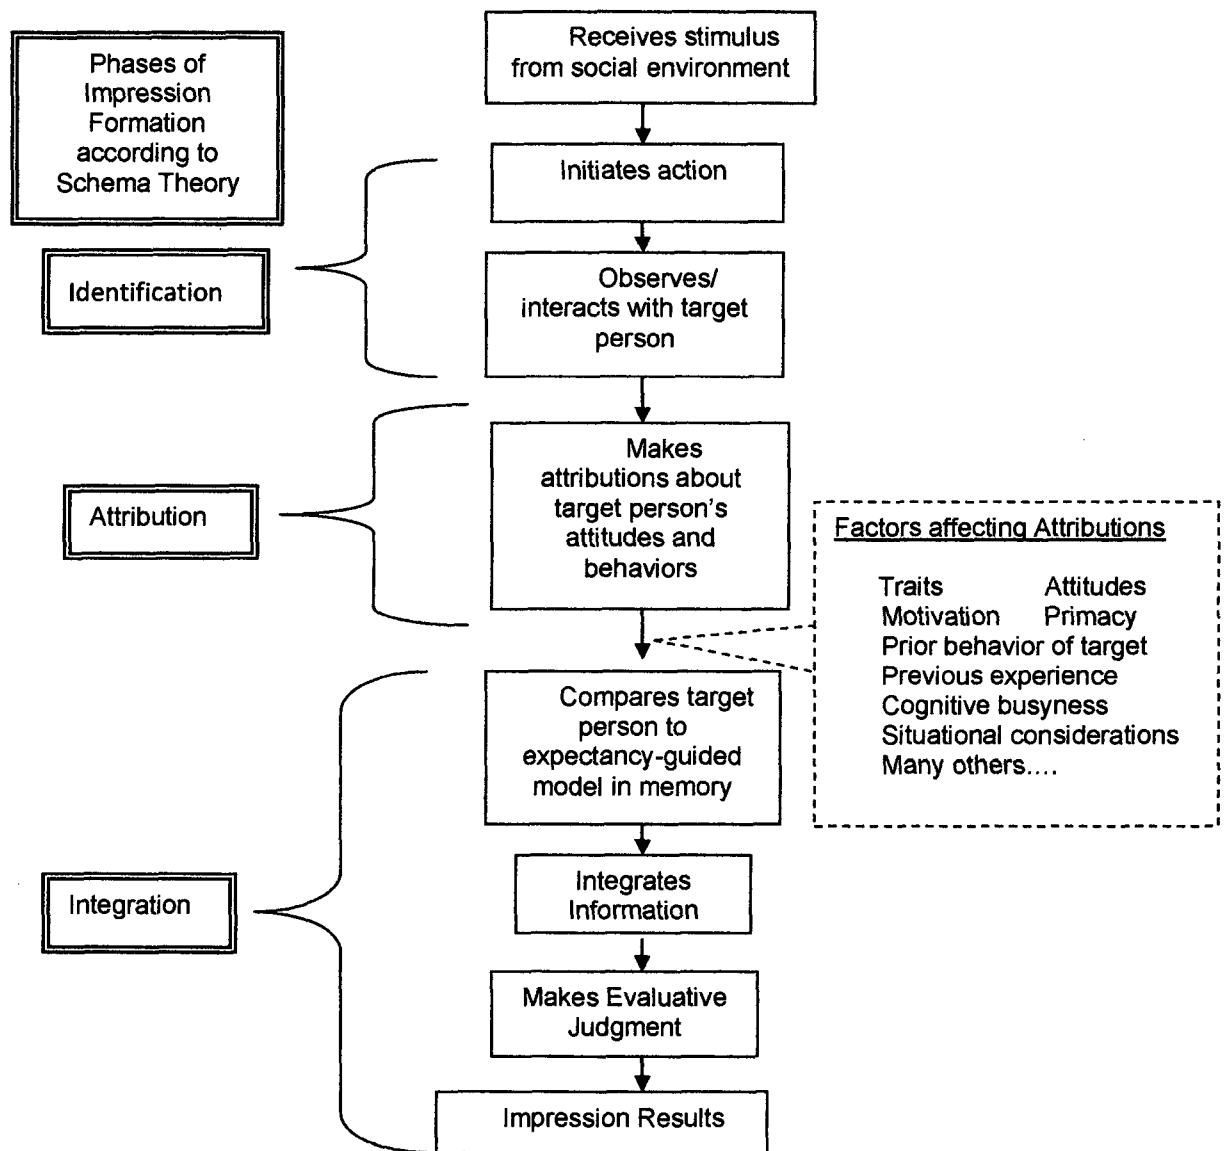 Phases of
Impression
Formation
according to
Schema Theory
Receives stimulus
from social environment
Initiates action
Identification
Observes/
interacts with target
person
Attribution
Makes
attributions about
target person's
attitudes and
behaviors
Factors affecting Attributions
Traits Attitudes
Motivation Primacy
Prior behavior of target
Previous experience
Cognitive busyness
Situational considerations
Many others....
Integration
Compares target
person to
expectancy-guided
model in memory
Integrates
Information
Makes Evaluative
Judgment
Impression Results